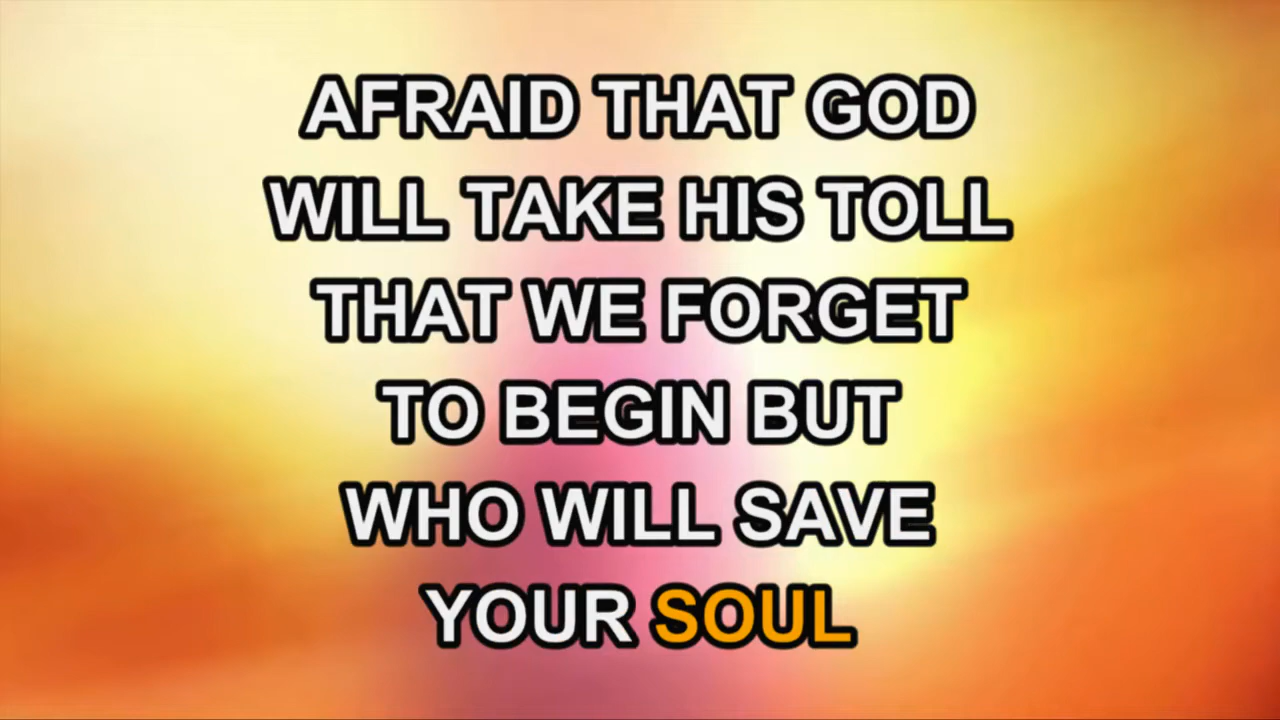 AFRAID THAT GOD
WILL TAKE HIS TOLL
THAT WE FORGET
TO BEGIN BUT
WHO WILL SAVE
YOUR SOUL